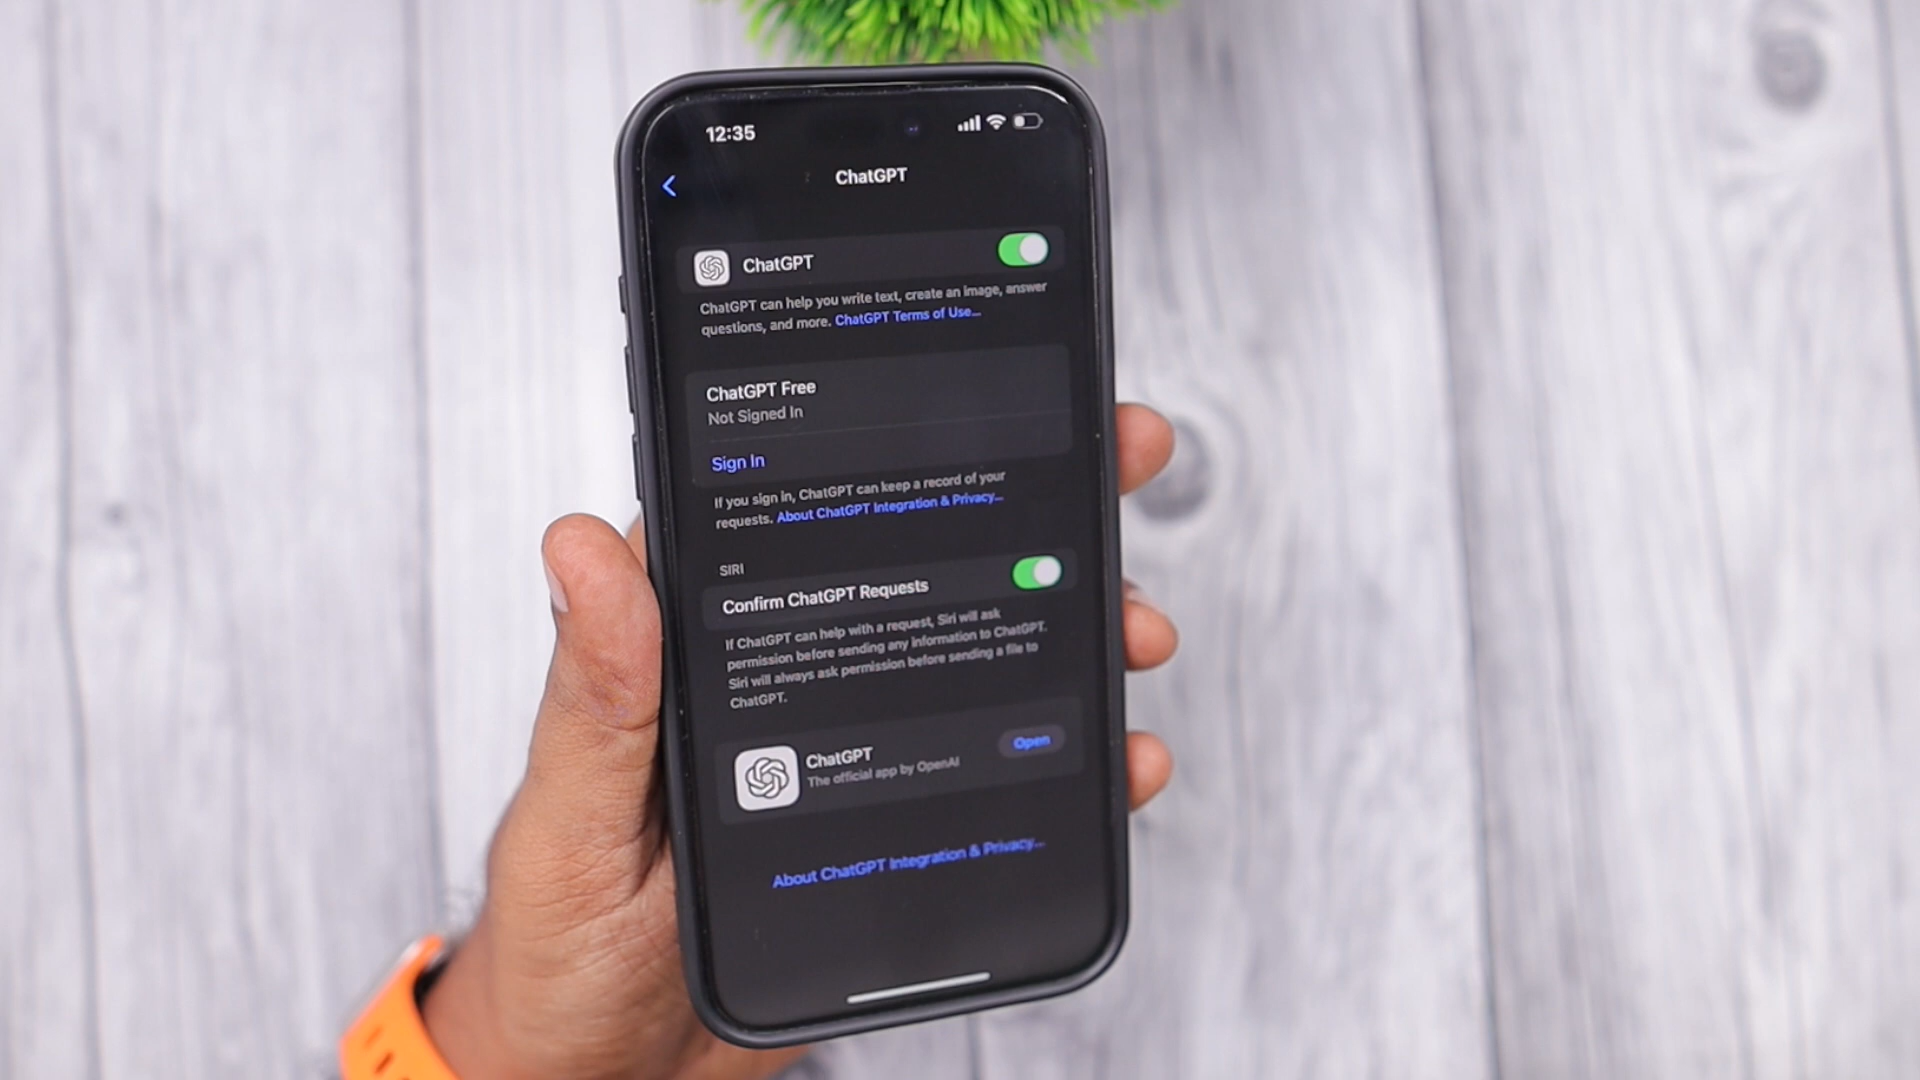 12:35
ChatGPT
ChatGPT
ChatGPT can help you write text, create an image, answer
questions, and more. ChatGPT Terms of Use...
ChatGPT Free
Not Signed In
Sign In
If you sign in, ChatGPT can keep a record of your
requests. About ChatGPT Integration & Privacy...
SIRI
Confirm ChatGPT Requests
If ChatGPT can help with a request, Siri will ask
permission before sending any information to ChatGPT.
Siri will always ask permission before sending a file to
ChatGPT.
ChatGPT
The official app by OpenAI
Open
About ChatGPT Integration & Privacy...